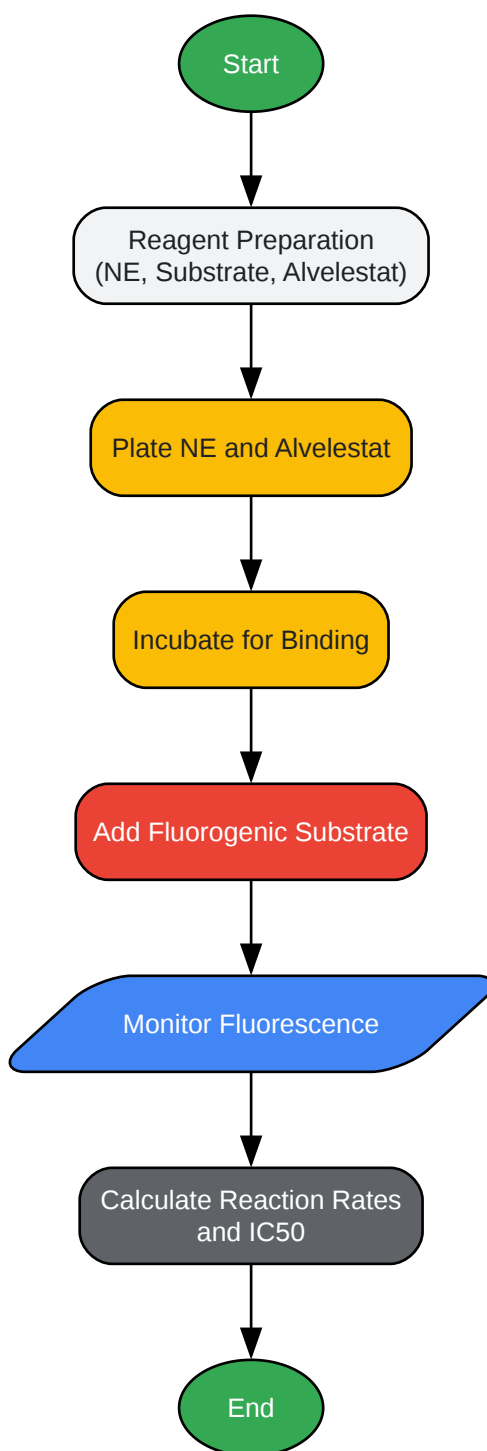 Start
Reagent Preparation
(NE, Substrate, Alvelestat)
Plate NE and Alvelestat
Incubate for Binding
Add Fluorogenic Substrate
Monitor Fluorescence
Calculate Reaction Rates
and IC50
End